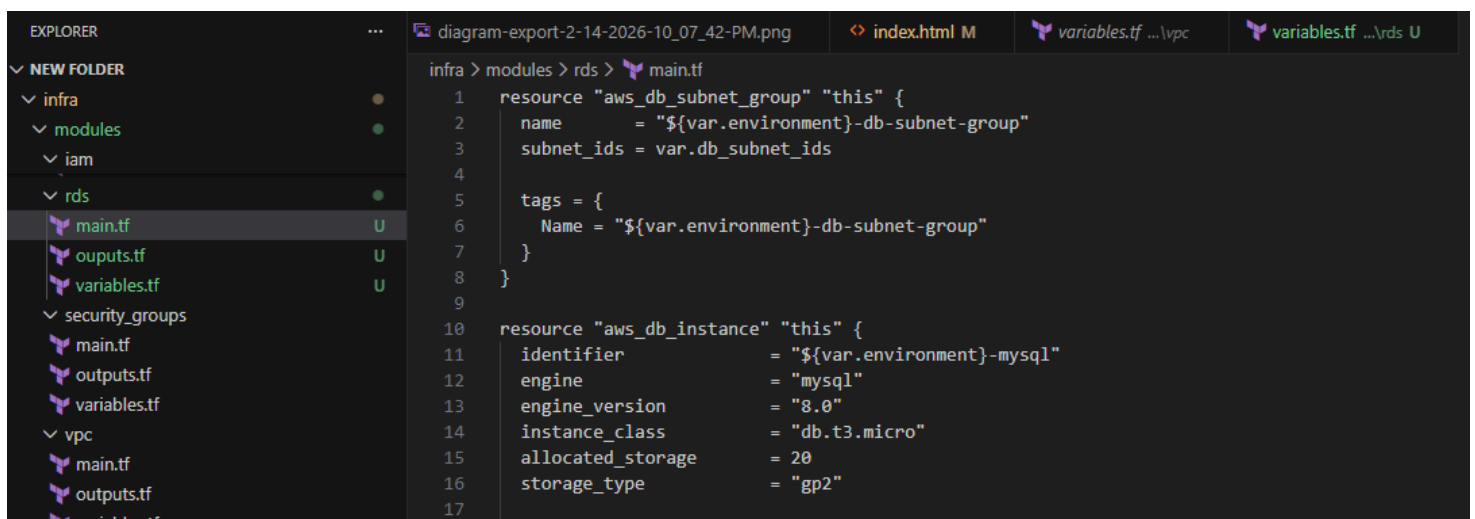 EXPLORER
...
diagram-export-2-14-2026-10_07_42-PM.png
<> index.html M
variables.tf ...\vpc
variables.tf ...\rds U
NEW FOLDER
infra
modules
iam
rds
main.tf U
ouputs.tf U
variables.tf U
security_groups
main.tf
outputs.tf
variables.tf
vpc
main.tf
outputs.tf
infra > modules > rds > main.tf
1 resource "aws_db_subnet_group" "this" {
2 name = "${var.environment}-db-subnet-group"
3 subnet_ids = var.db_subnet_ids
4
5 tags = {
6 Name = "${var.environment}-db-subnet-group"
7 }
8 }
9
10 resource "aws_db_instance" "this" {
11 identifier = "${var.environment}-mysql"
12 engine = "mysql"
13 engine_version = "8.0"
14 instance_class = "db.t3.micro"
15 allocated_storage = 20
16 storage_type = "gp2"
17